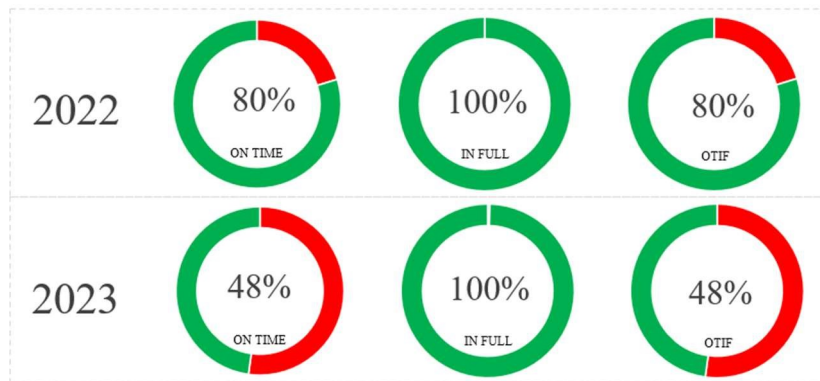 2022
80%
ON TIME
100%
IN FULL
80%
OTIF
2023
48%
ON TIME
100%
IN FULL
48%
OTIF